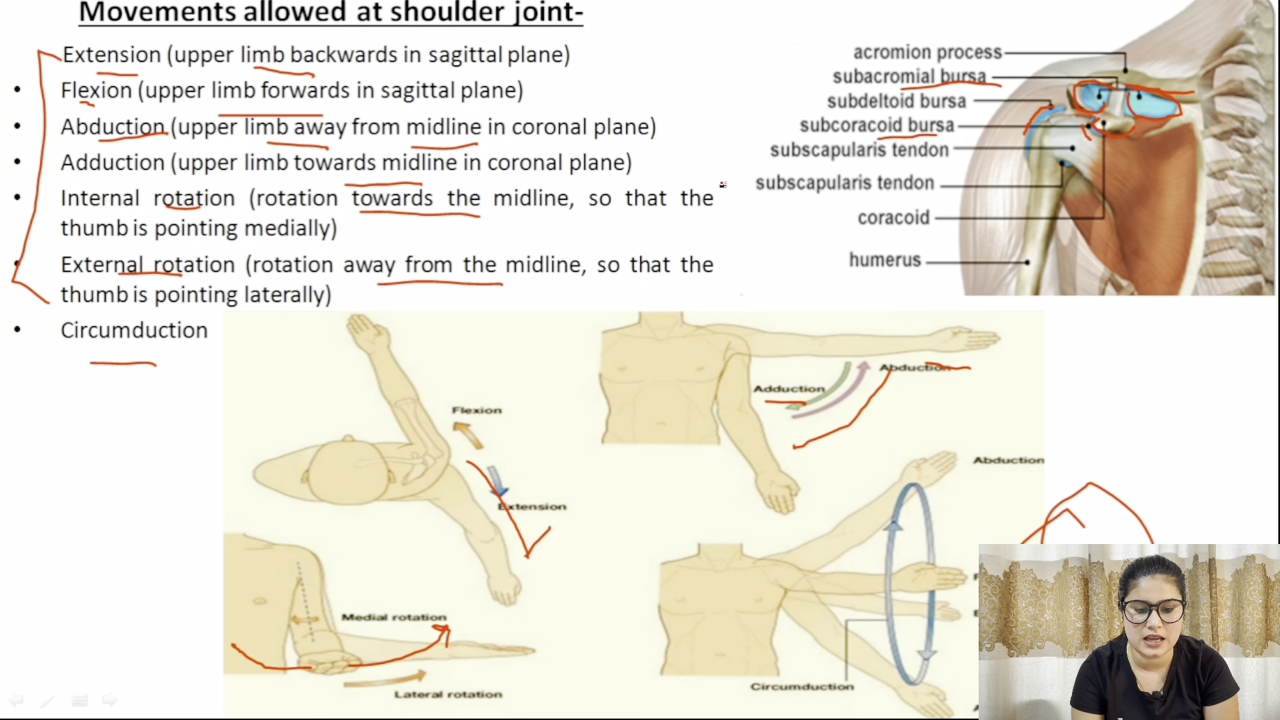 Movements allowed at shoulder joint-
Extension (upper limb backwards in sagittal plane)
• Flexion (upper limb forwards in sagittal plane)
• Abduction (upper limb away from midline in coronal plane)
• Adduction (upper limb towards midline in coronal plane)
• Internal rotation (rotation towards the midline, so that the
thumb is pointing medially)
• External rotation (rotation away from the midline, so that the
thumb is pointing laterally)
• Circumduction
acromion process
subacromial bursa
subdeltoid bursa
subcoracoid bursa
subscapularis tendon
subscapularis tendon
coracoid
humerus
Flexion
Extension
Medial rotation
Lateral rotation
Adduction
Abduction
Abduction
Circumduction